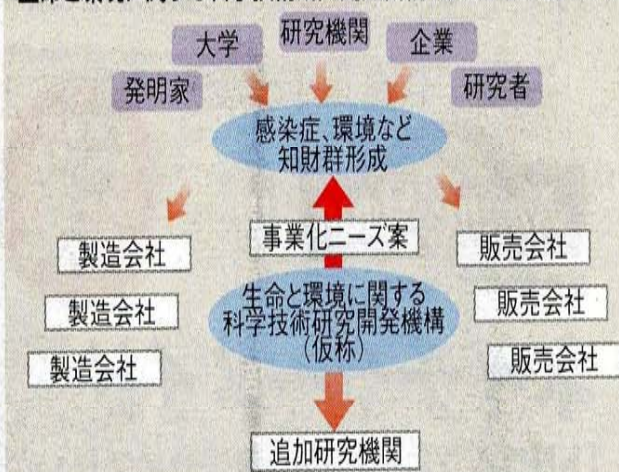 大学
研究機関
企業
発明家
研究者
感染症、環境など
知財群形成
製造会社
事業化ニーズ案
販売会社
製造会社
生命と環境に関する
科学技術研究開発機構
(仮称)
販売会社
製造会社
販売会社
追加研究機関